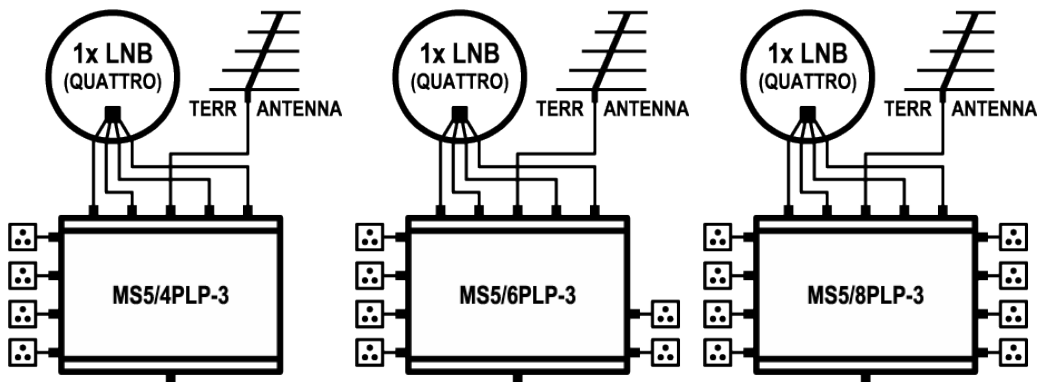 1x LNB
(QUATTRO)
TERR ANTENNA
MS5/4PLP-3
1x LNB
(QUATTRO)
TERR ANTENNA
MS5/6PLP-3
1x LNB
(QUATTRO)
TERR ANTENNA
MS5/8PLP-3